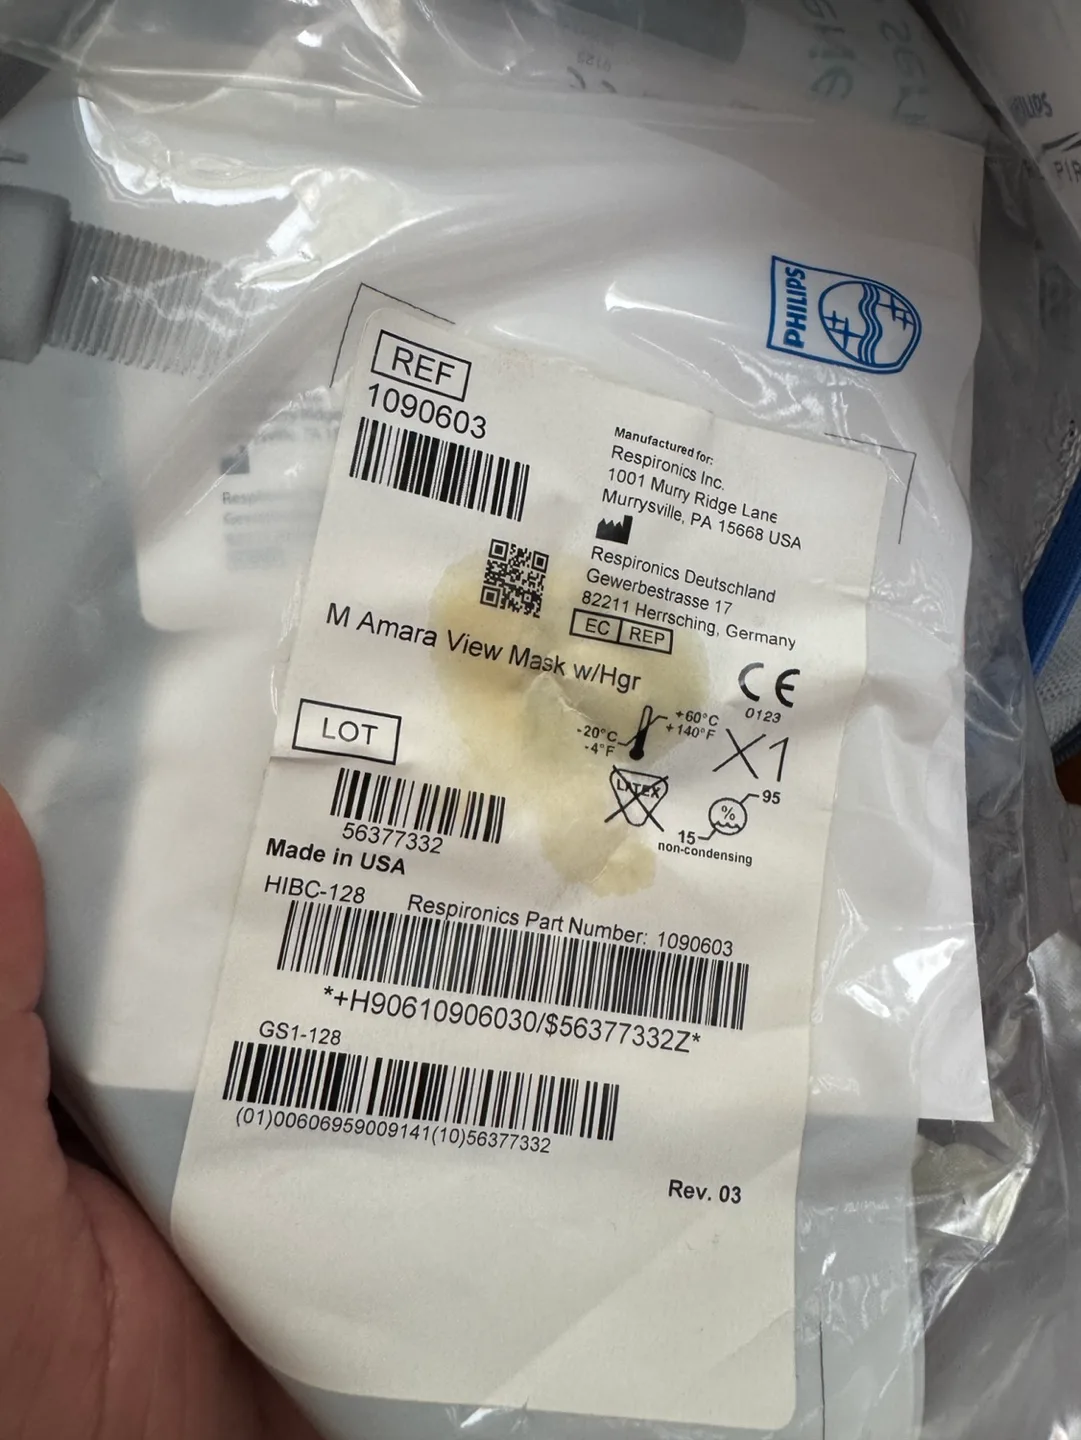 PHILIPS
REF
1090603
Manufactured for:
Respironics Inc.
1001 Murry Ridge Lane
Murrysville, PA 15668 USA
Respironics Deutschland
Gewerbestrasse 17
82211 Herrsching, Germany
EC REP
M Amara View Mask w/Hgr
CE
0123
-20°C
-4°F
+60°C
+140°F
X1
LATEX
%
95
15
non-condensing
LOT
56377332
Made in USA
HIBC-128
Respironics Part Number: 1090603
*+H90610906030/$56377332Z*
GS1-128
(01)00606959009141(10)56377332
Rev. 03